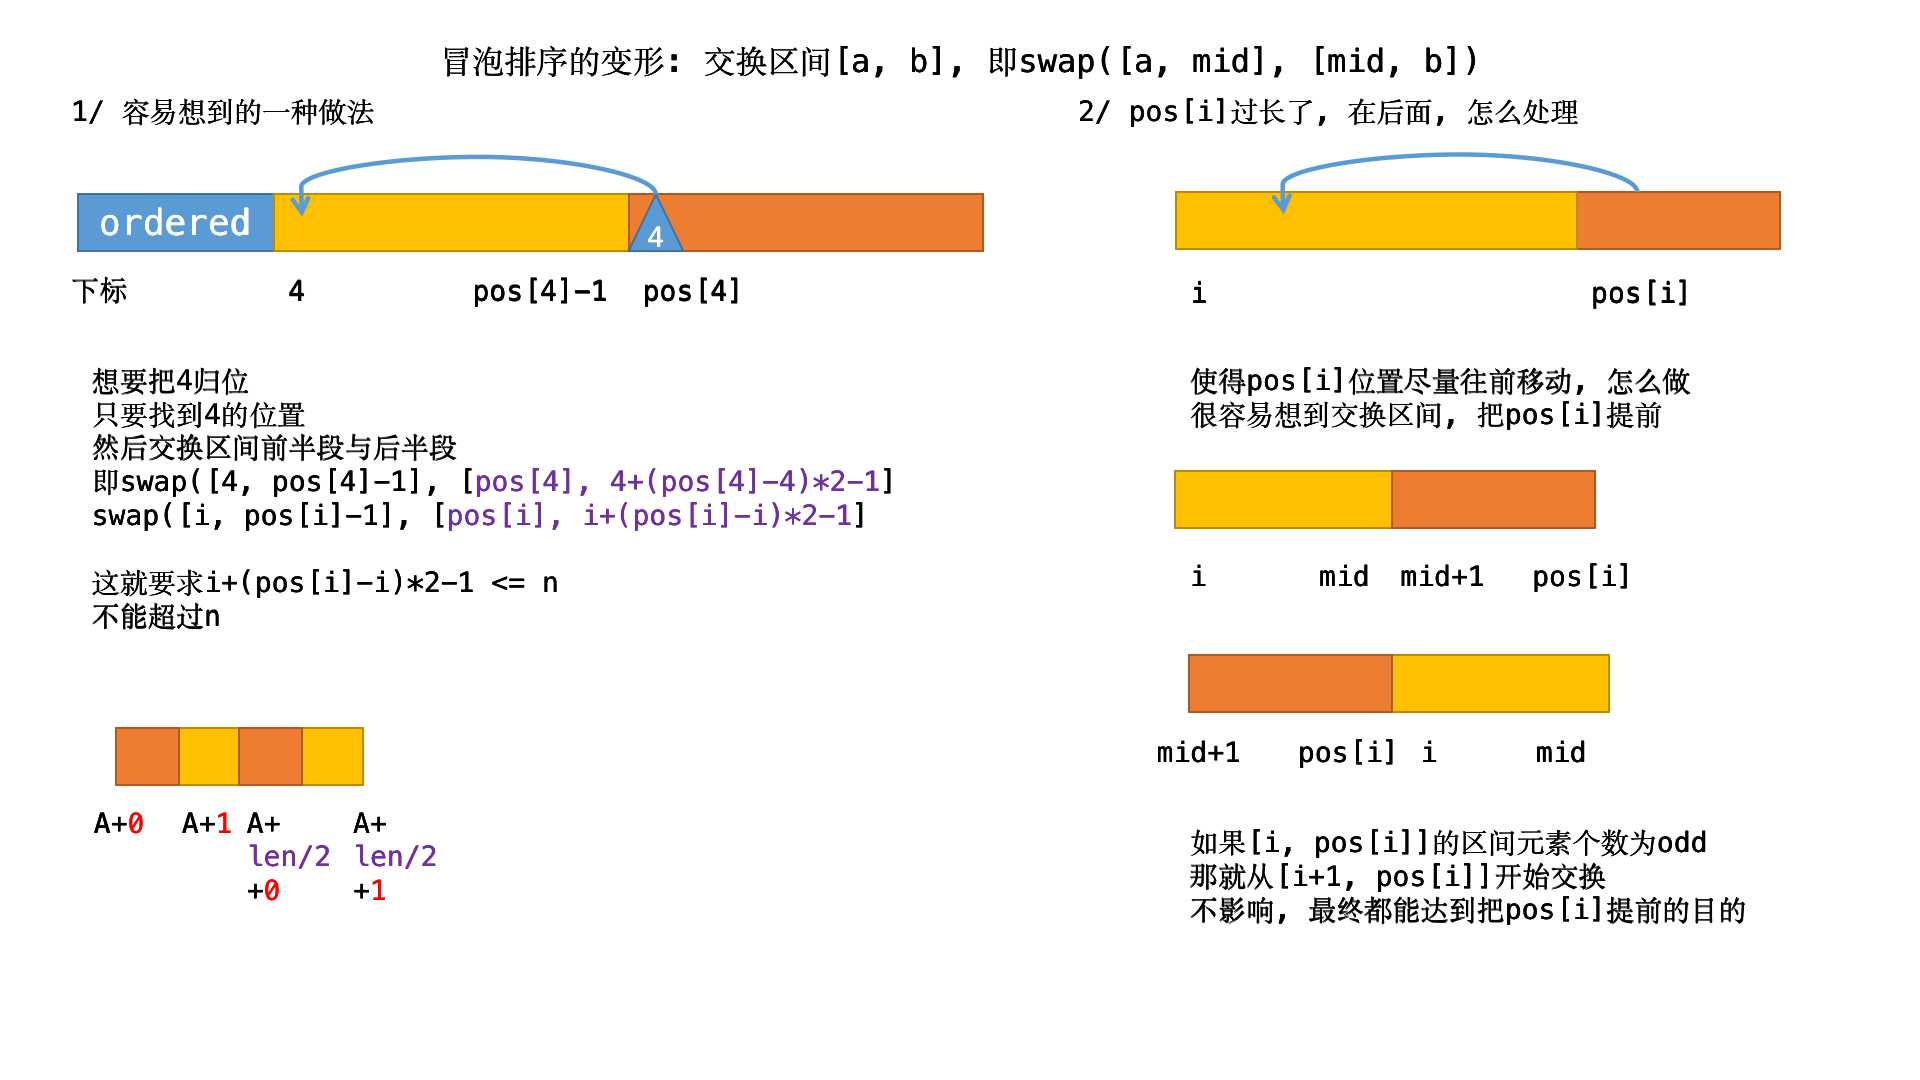 冒泡排序的变形: 交换区间[a, b], 即swap([a, mid], [mid, b])
1/ 容易想到的一种做法
ordered
4
下标 4 pos[4]-1 pos[4]
想要把4归位
只要找到4的位置
然后交换区间前半段与后半段
即swap([4, pos[4]-1], [pos[4], 4+(pos[4]-4)*2-1]
swap([i, pos[i]-1], [pos[i], i+(pos[i]-i)*2-1]
这就要求i+(pos[i]-i)*2-1 <= n
不能超过n
A+0 A+1 A+ A+
len/2 len/2
+0 +1
2/ pos[i]过长了, 在后面, 怎么处理
i pos[i]
使得pos[i]位置尽量往前移动, 怎么做
很容易想到交换区间, 把pos[i]提前
i mid mid+1 pos[i]
mid+1 pos[i] i mid
如果[i, pos[i]]的区间元素个数为odd
那就从[i+1, pos[i]]开始交换
不影响, 最终都能达到把pos[i]提前的目的